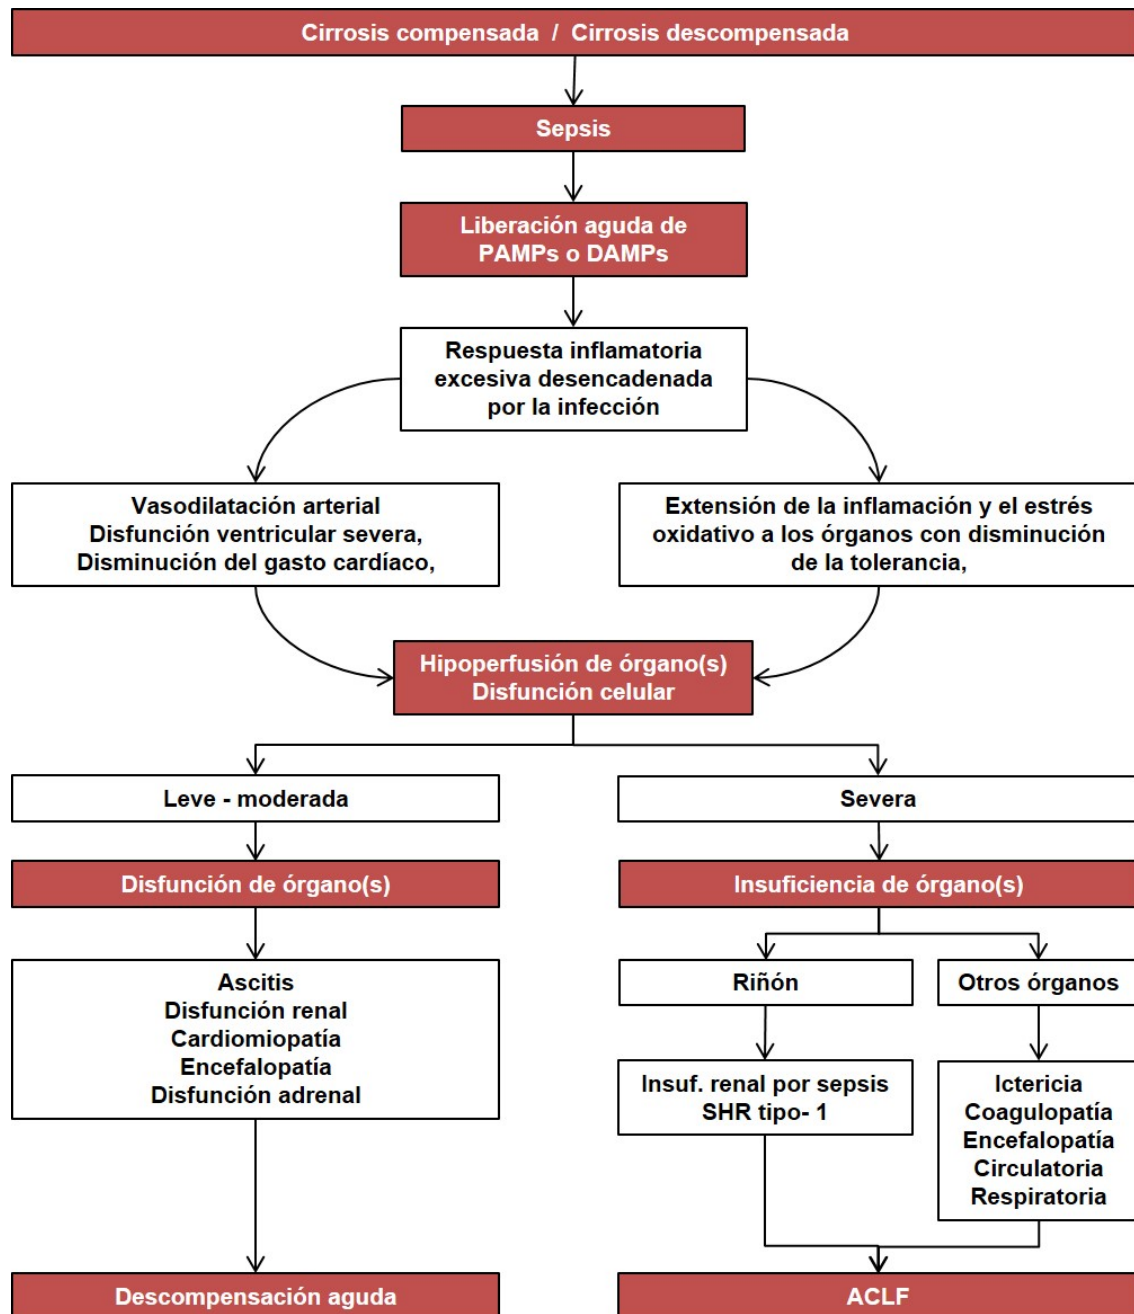 Cirrosis compensada / Cirrosis descompensada
Sepsis
Liberación aguda de
PAMPs o DAMPs
Respuesta inflamatoria
excesiva desencadenada
por la infección
Vasodilatación arterial
Disfunción ventricular severa,
Disminución del gasto cardíaco,
Extensión de la inflamación y el estrés
oxidativo a los órganos con disminución
de la tolerancia,
Hipoperfusión de órgano(s)
Disfunción celular
Leve - moderada
Severa
Disfunción de órgano(s)
Insuficiencia de órgano(s)
Ascitis
Disfunción renal
Cardiomiopatía
Encefalopatía
Disfunción adrenal
Riñón
Otros órganos
Insuf. renal por sepsis
SHR tipo- 1
Ictericia
Coagulopatía
Encefalopatía
Circulatoria
Respiratoria
Descompensación aguda
ACLF